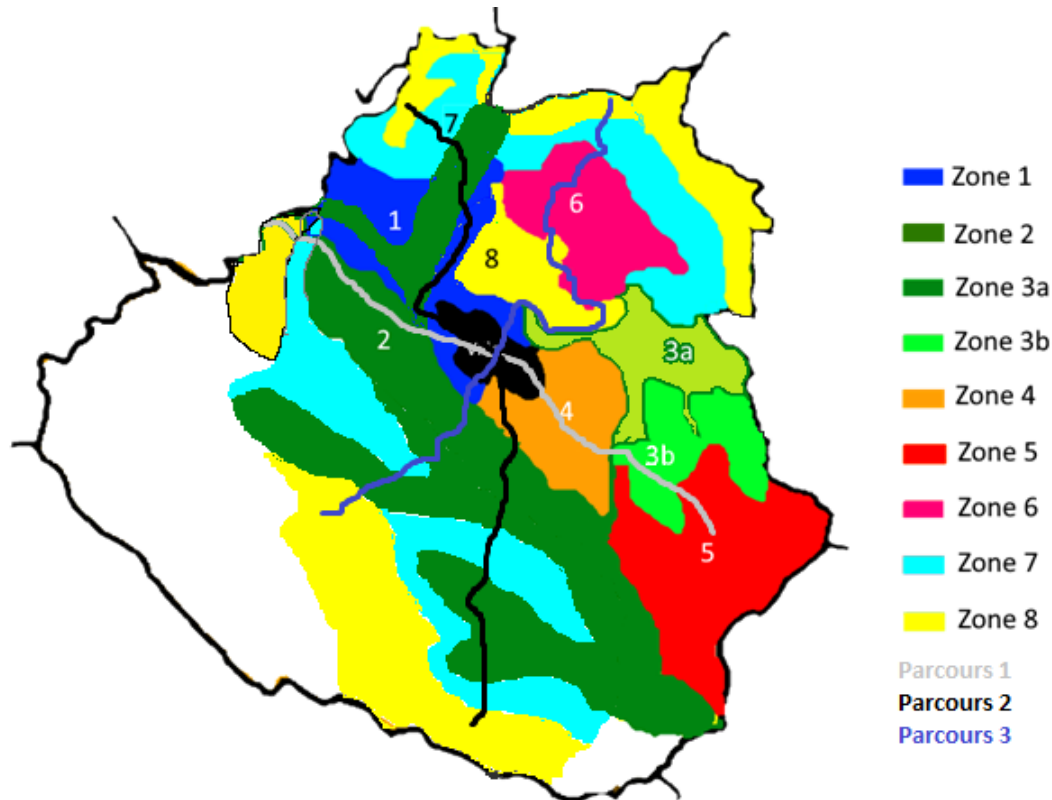 7
6
1
8
2
3a
4
3b
5
Zone 1
Zone 2
Zone 3a
Zone 3b
Zone 4
Zone 5
Zone 6
Zone 7
Zone 8
Parcours 1
Parcours 2
Parcours 3